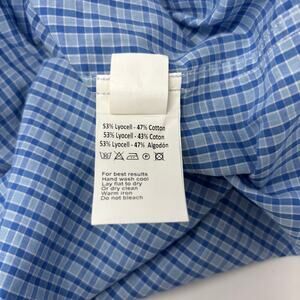 53% Lyocell - 47% Cotton
53% Lyocell - 43% Coton
53% Lyocell - 47% Algodón
For best results
Hand wash cool
Lay flat to dry
Or dry clean
Warm iron
Do not bleach